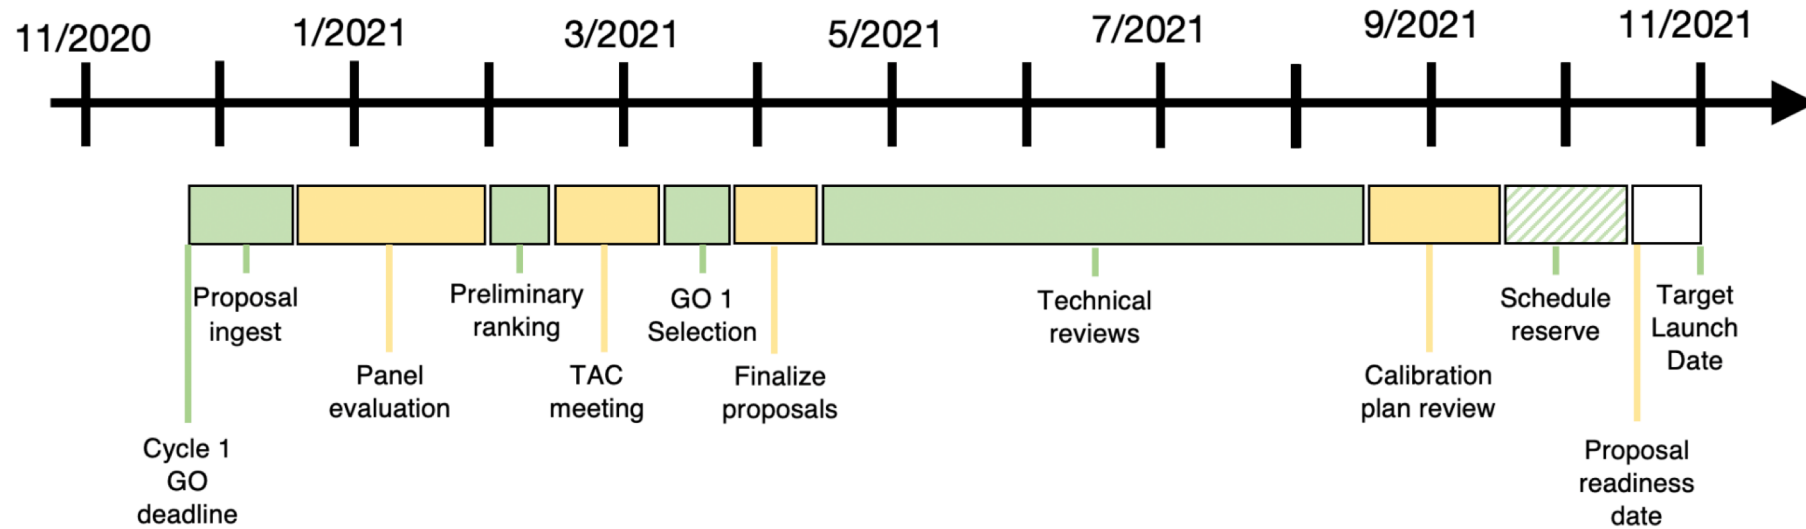 11/2020
1/2021
3/2021
5/2021
7/2021
9/2021
11/2021
Proposal
ingest
Preliminary
ranking
GO 1
Selection
Technical
reviews
Schedule
reserve
Target
Launch
Date
Panel
evaluation
TAC
meeting
Finalize
proposals
Calibration
plan review
Cycle 1
GO
deadline
Proposal
readiness
date